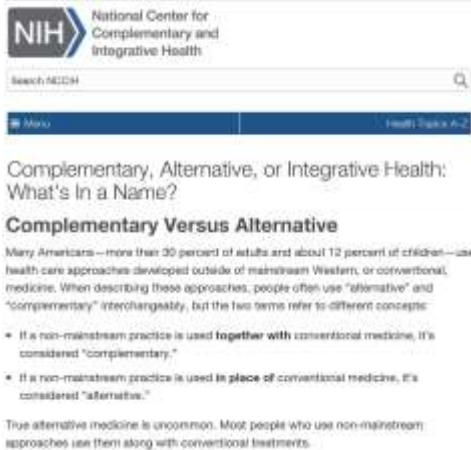 NIH
National Center for
Complementary and
Integrative Health
Search NCCIH
Menu
Health Topics A-Z
Complementary, Alternative, or Integrative Health:
What's In a Name?
Complementary Versus Alternative
Many Americans—more than 30 percent of adults and about 12 percent of children—use
health care approaches developed outside of mainstream Western, or conventional,
medicine. When describing these approaches, people often use "alternative" and
"complementary" interchangeably, but the two terms refer to different concepts:
• If a non-mainstream practice is used together with conventional medicine, it's
considered "complementary."
• If a non-mainstream practice is used in place of conventional medicine, it's
considered "alternative."
True alternative medicine is uncommon. Most people who use non-mainstream
approaches use them along with conventional treatments.